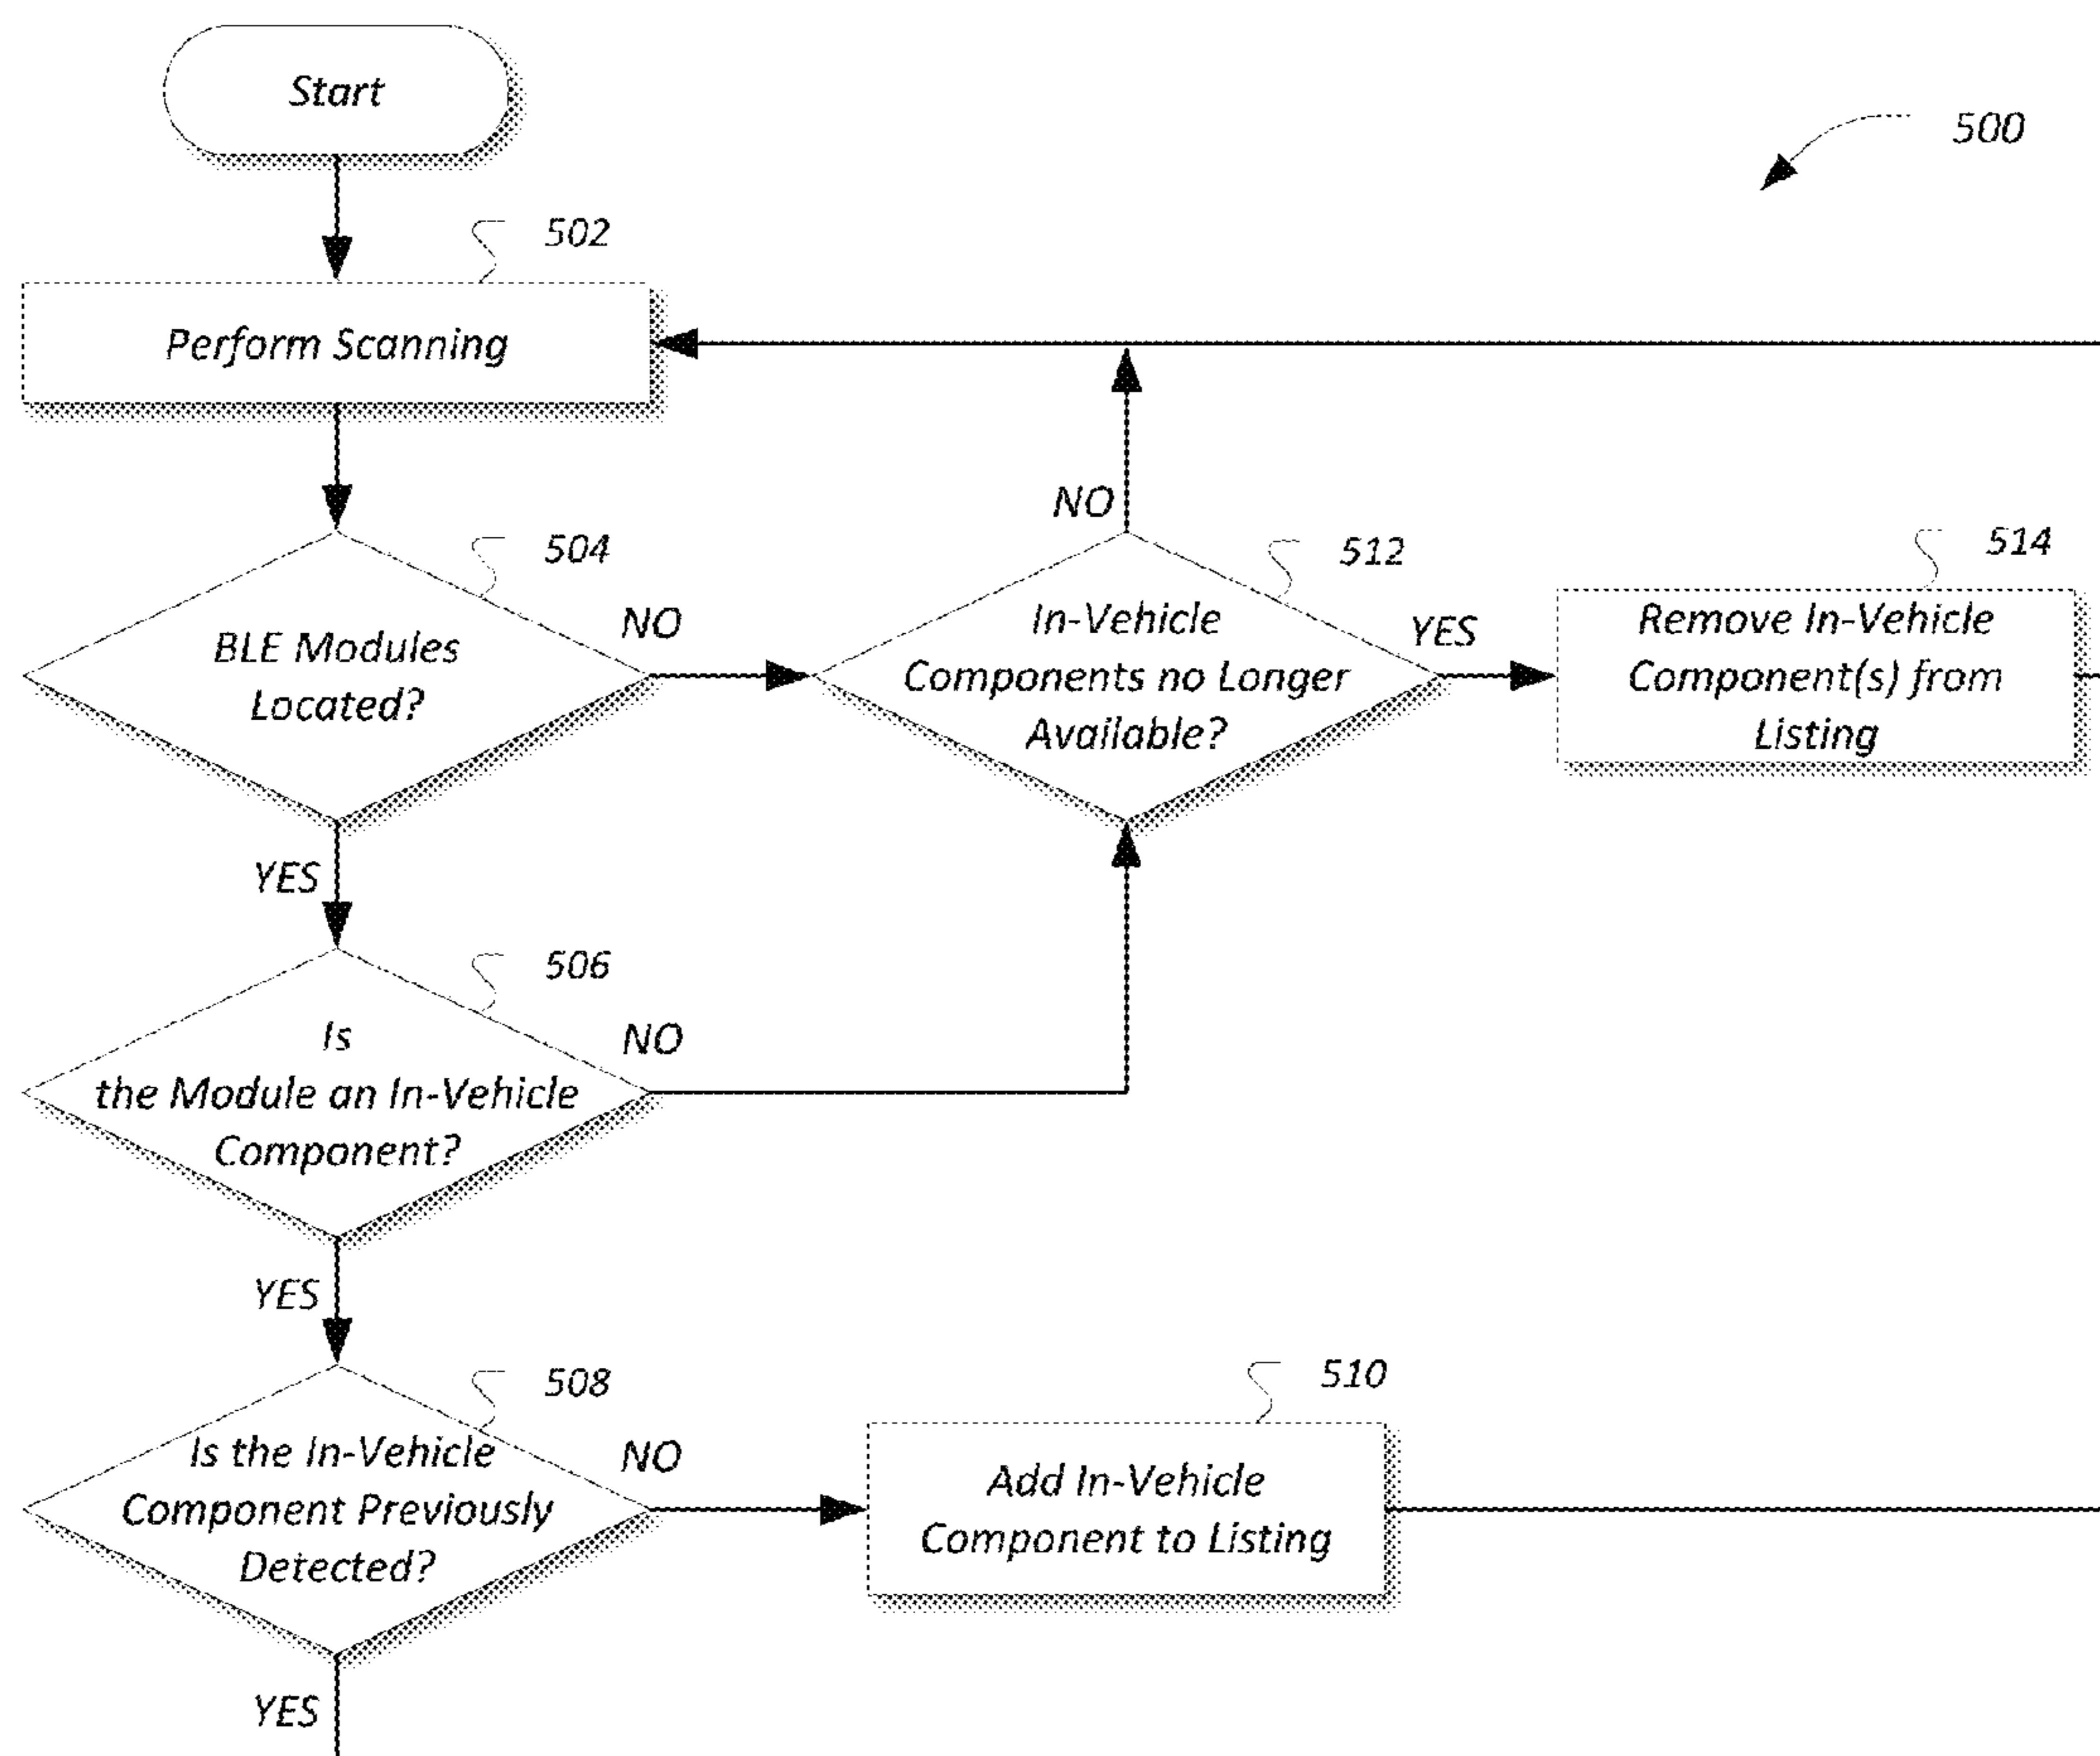 Start
500
502
Perform Scanning
504
BLE Modules
Located?
NO
YES
512
In-Vehicle
Components no Longer
Available?
NO
YES
514
Remove In-Vehicle
Component(s) from
Listing
506
Is
the Module an In-Vehicle
Component?
NO
YES
508
Is the In-Vehicle
Component Previously
Detected?
NO
YES
510
Add In-Vehicle
Component to Listing